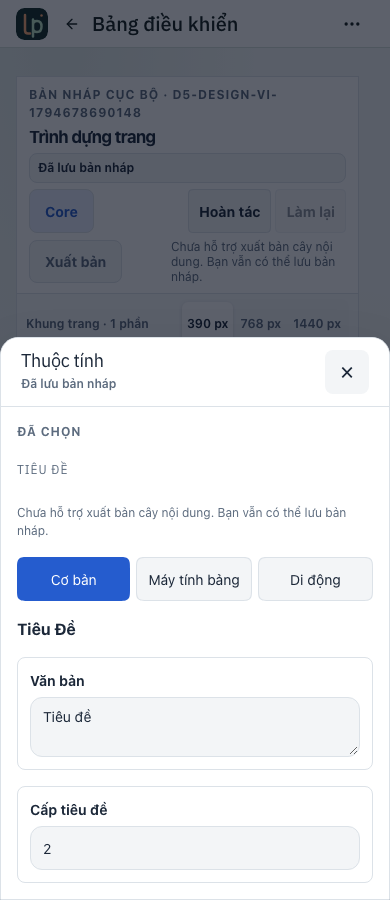 lp
Bảng điều khiển
BẢN NHÁP CỤC BỘ · D5-DESIGN-VI-
1794678690148
Trình dựng trang
Đã lưu bản nháp
Core
Hoàn tác
Làm lại
Xuất bản
Chưa hỗ trợ xuất bản cây nội
dung. Bạn vẫn có thể lưu bản
nháp.
Khung trang · 1 phần
390 px
768 px
1440 px
Thuộc tính
Đã lưu bản nháp
ĐÃ CHỌN
TIÊU ĐỀ
Chưa hỗ trợ xuất bản cây nội dung. Bạn vẫn có thể lưu bản
nháp.
Cơ bản
Máy tính bảng
Di động
Tiêu Đề
Văn bản
Tiêu đề
Cấp tiêu đề
2